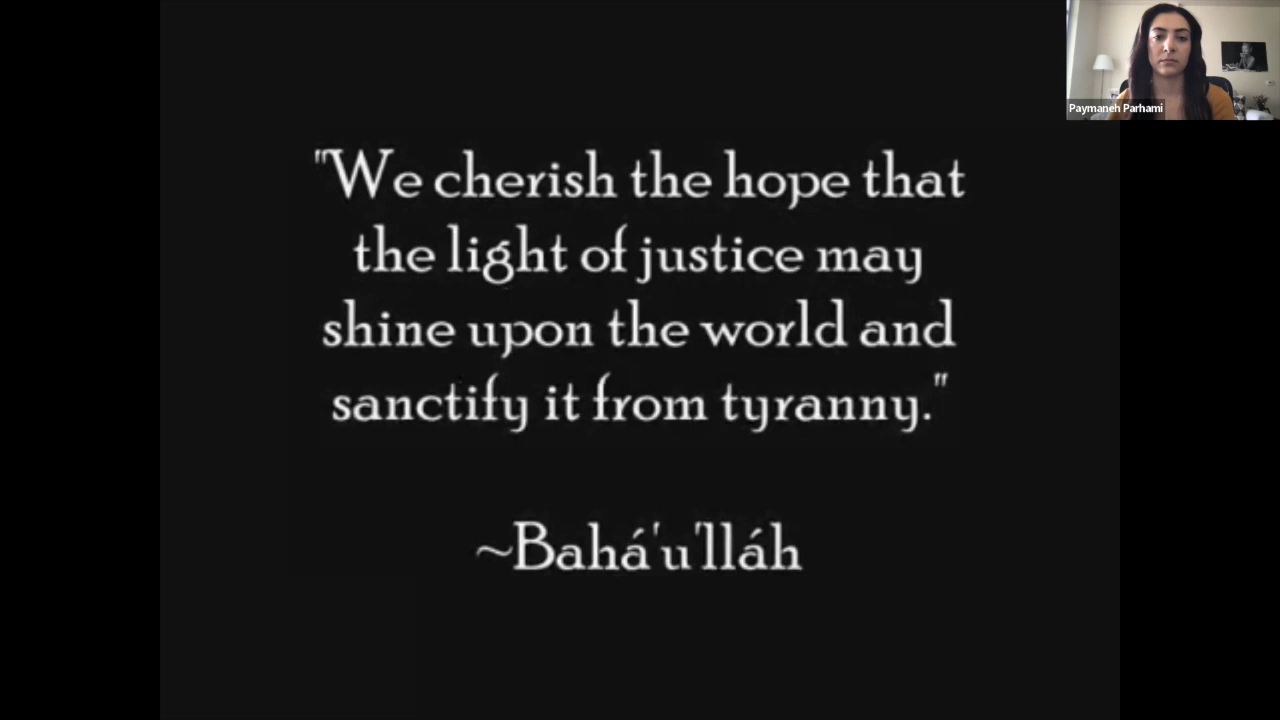 Paymaneh Parhami
"We cherish the hope that
the light of justice may
shine upon the world and
sanctify it from tyranny."
~Bahá'u'lláh